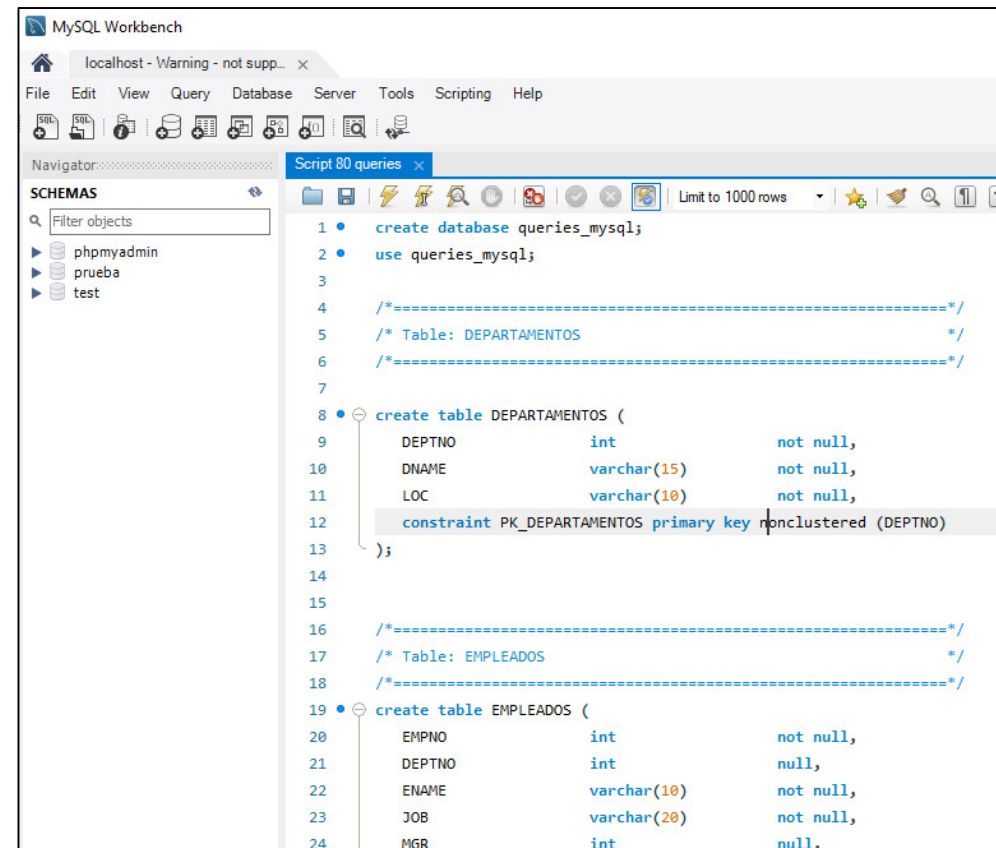 MySQL Workbench
localhost - Warning - not supp...
File Edit View Query Database Server Tools Scripting Help
Navigator
SCHEMAS
Filter objects
phpmyadmin
prueba
test
Script 80 queries
Limit to 1000 rows
1 create database queries_mysql;
2 use queries_mysql;
3
4 /*==============================================================*/
5 /* Table: DEPARTAMENTOS */
6 /*==============================================================*/
7
8 create table DEPARTAMENTOS (
9 DEPTNO int not null,
10 DNAME varchar(15) not null,
11 LOC varchar(10) not null,
12 constraint PK_DEPARTAMENTOS primary key nonclustered (DEPTNO)
13 );
14
15
16 /*==============================================================*/
17 /* Table: EMPLEADOS */
18 /*==============================================================*/
19 create table EMPLEADOS (
20 EMPNO int not null,
21 DEPTNO int null,
22 ENAME varchar(10) not null,
23 JOB varchar(20) not null,
24 MGR int null,